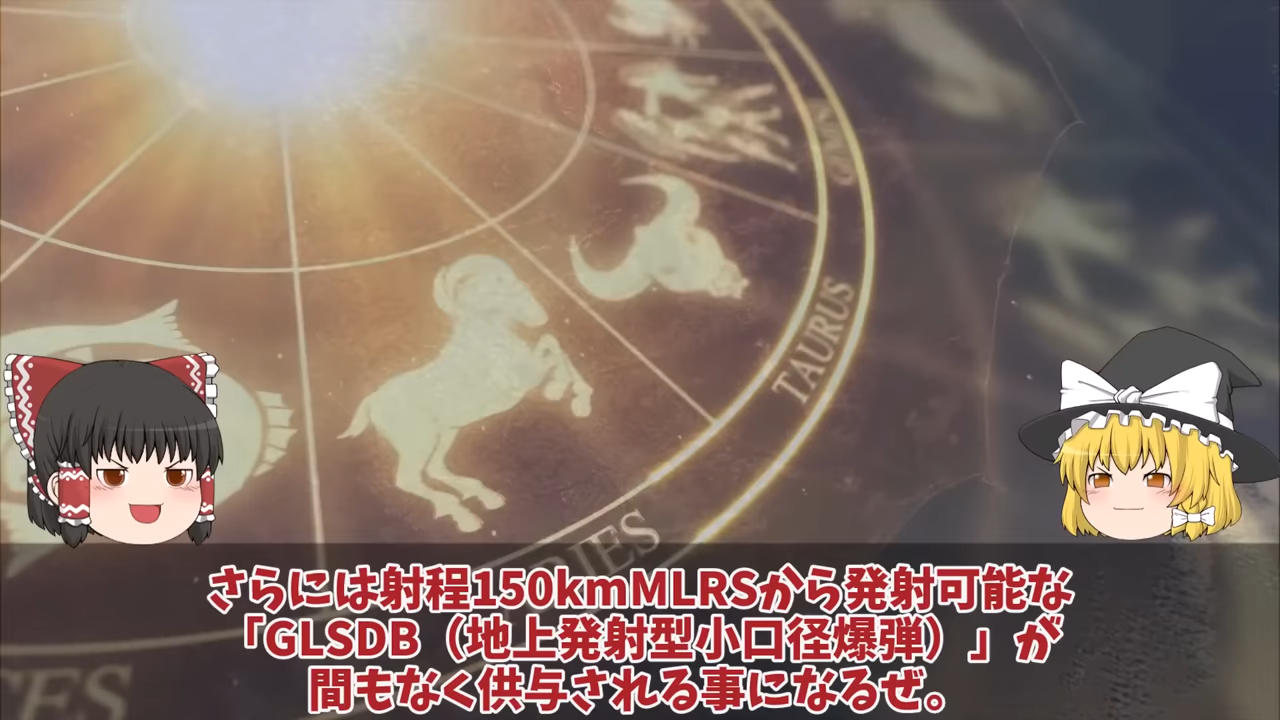 GEMINI
TAURUS
ARIES
CES
さらには射程150kmMLRSから発射可能な
「GLSDB（地上発射型小口径爆弾）」が
間もなく供与される事になるぜ。